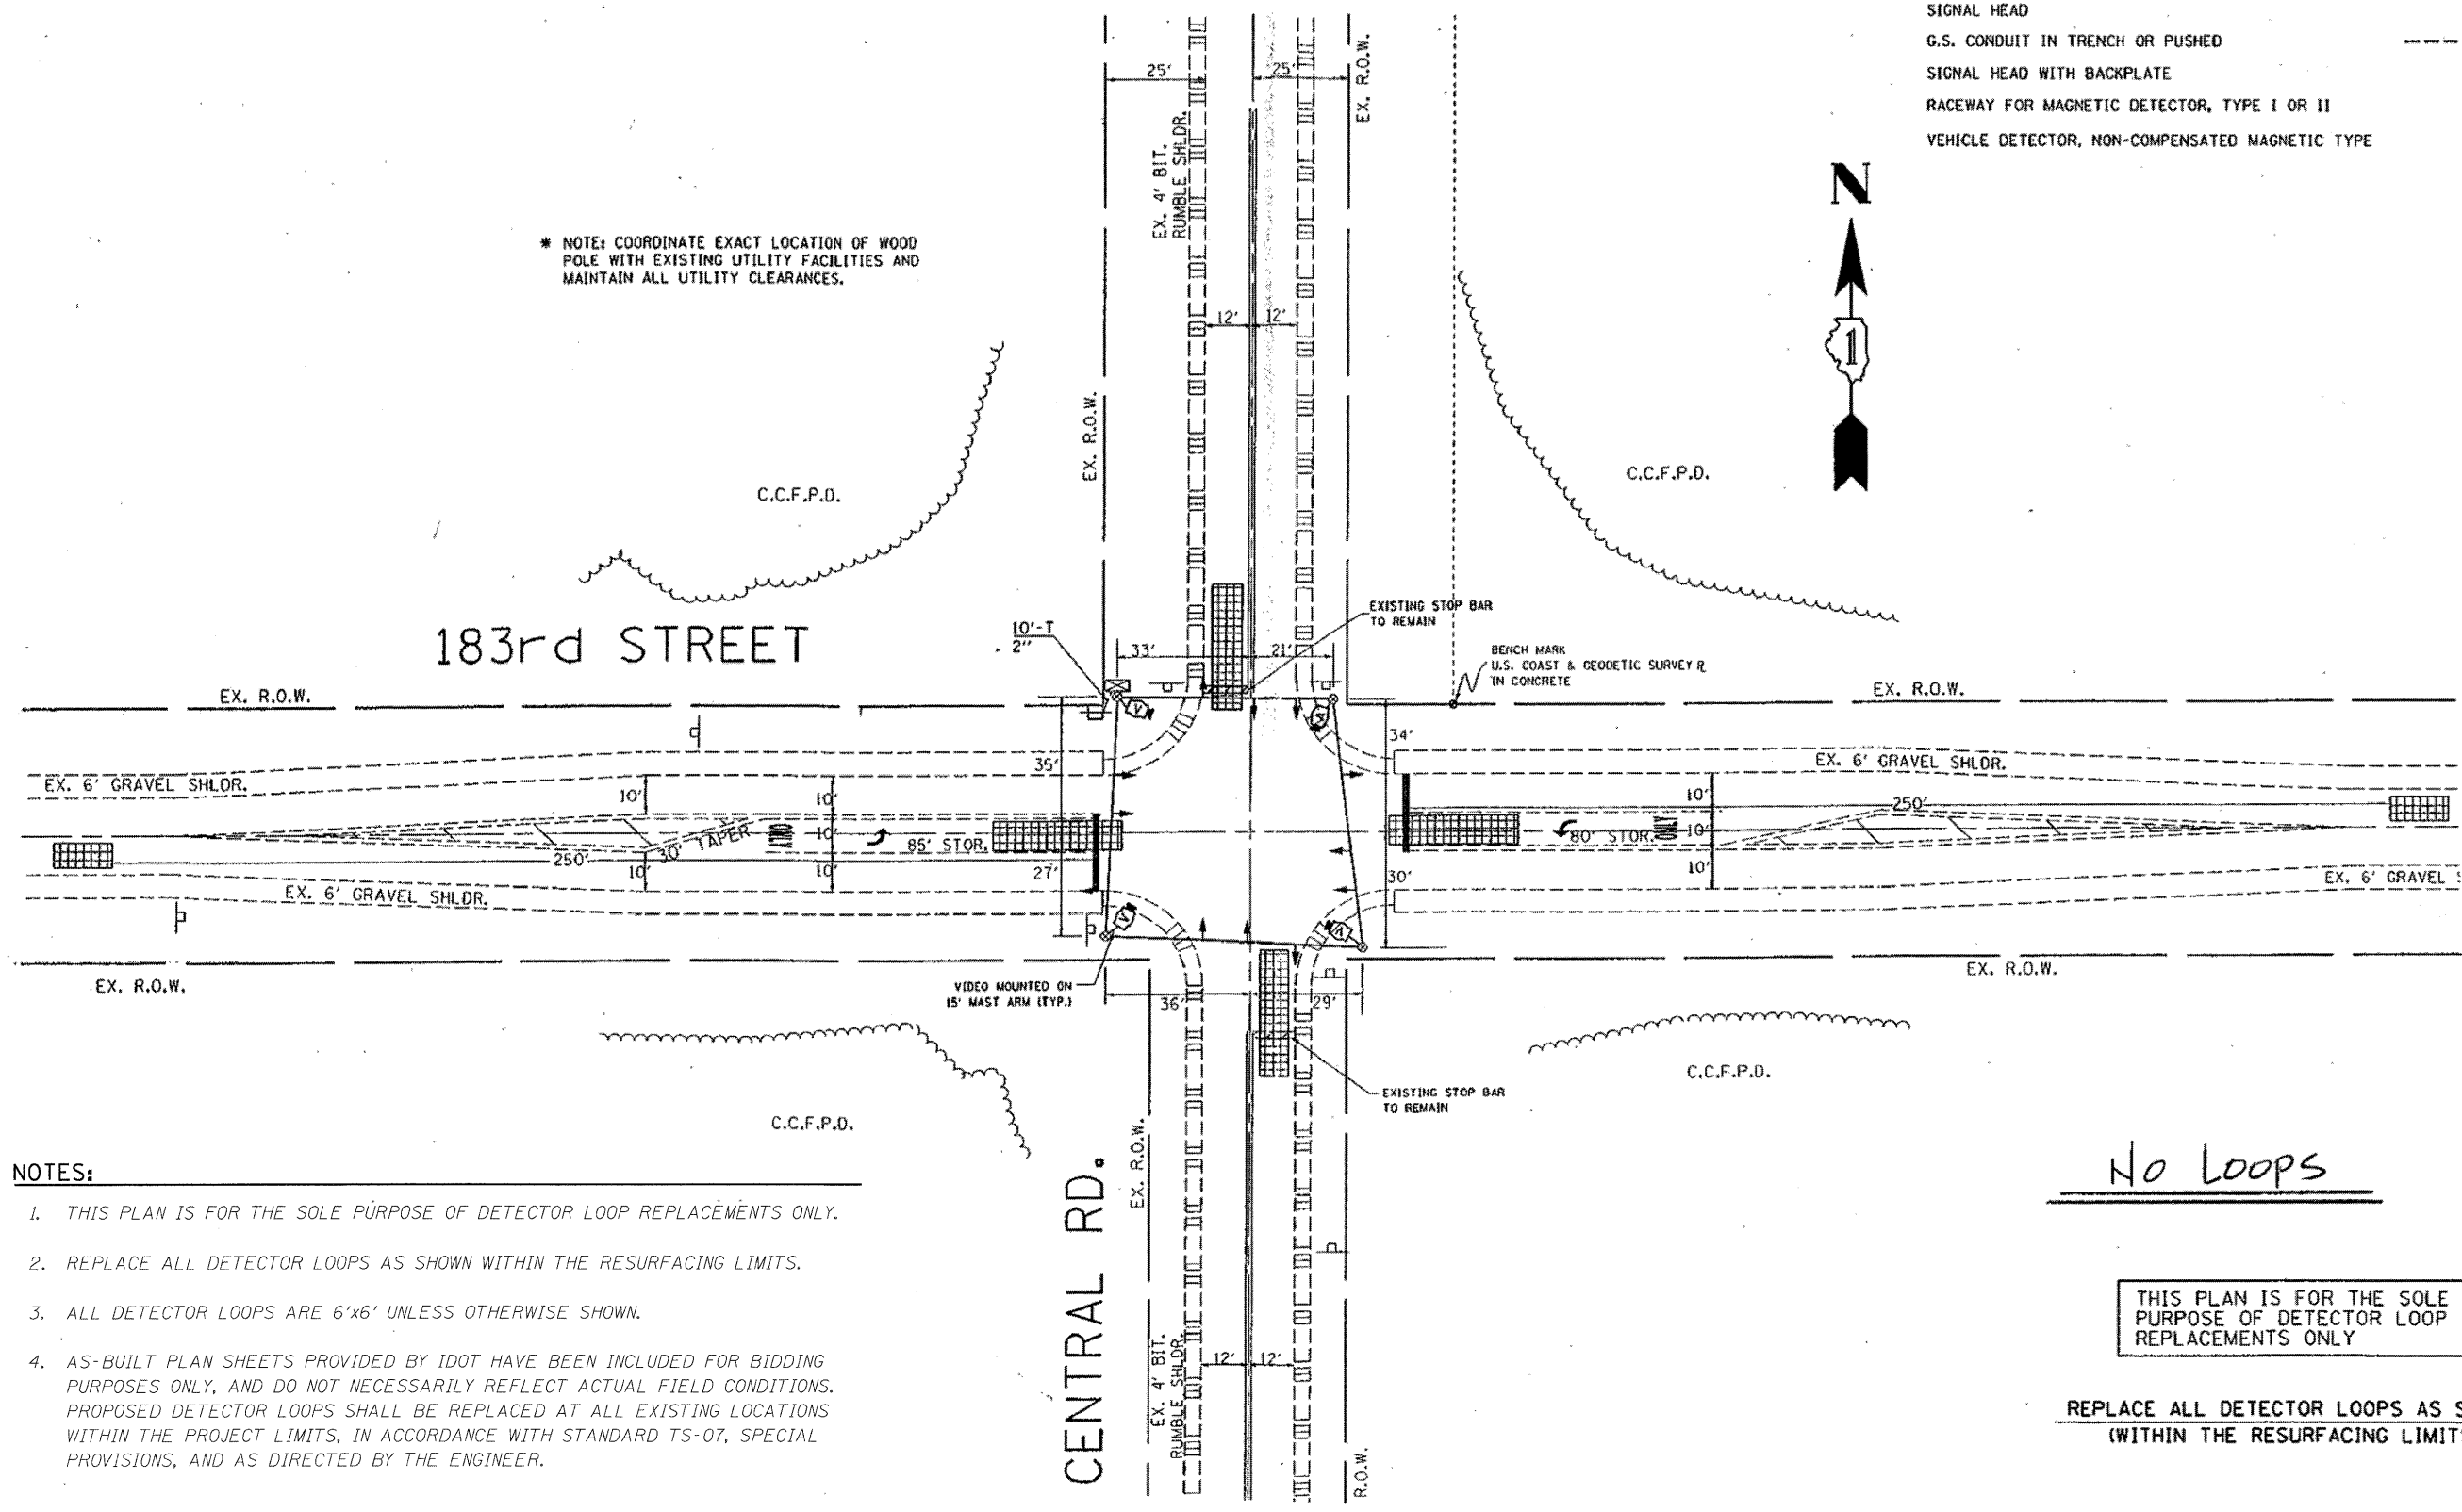 SIGNAL HEAD
G.S. CONDUIT IN TRENCH OR PUSHED
SIGNAL HEAD WITH BACKPLATE
RACEWAY FOR MAGNETIC DETECTOR, TYPE I OR II
VEHICLE DETECTOR, NON-COMPENSATED MAGNETIC TYPE
N
1
25'
25'
EX. R.O.W.
EX. 4' BIT.
RUMBLE SHLDR.
* NOTE: COORDINATE EXACT LOCATION OF WOOD
POLE WITH EXISTING UTILITY FACILITIES AND
MAINTAIN ALL UTILITY CLEARANCES.
12'
12'
EX. R.O.W.
C.C.F.P.D.
C.C.F.P.D.
183rd STREET
10'-T
2"
33'
21'
EXISTING STOP BAR
TO REMAIN
BENCH MARK
U.S. COAST & GEODETIC SURVEY R
IN CONCRETE
EX. R.O.W.
EX. R.O.W.
35'
34'
EX. 6' GRAVEL SHLDR.
EX. 6' GRAVEL SHLDR.
10'
10'
10'
10'
10'
30' TAPER
ONLY
85' STOR.
250'
27'
10'
10'
10'
80' STOR.
ONLY
250'
30'
EX. 6' GRAVEL SHLDR.
EX. 6' GRAVEL
V
V
V
V
EX. R.O.W.
EX. R.O.W.
VIDEO MOUNTED ON
15' MAST ARM (TYP.)
36'
29'
EXISTING STOP BAR
TO REMAIN
C.C.F.P.D.
C.C.F.P.D.
CENTRAL RD.
EX. R.O.W.
EX. 4' BIT.
RUMBLE SHLDR.
12'
12'
R.O.W.
NOTES:
1. THIS PLAN IS FOR THE SOLE PURPOSE OF DETECTOR LOOP REPLACEMENTS ONLY.
2. REPLACE ALL DETECTOR LOOPS AS SHOWN WITHIN THE RESURFACING LIMITS.
3. ALL DETECTOR LOOPS ARE 6'x6' UNLESS OTHERWISE SHOWN.
4. AS-BUILT PLAN SHEETS PROVIDED BY IDOT HAVE BEEN INCLUDED FOR BIDDING
PURPOSES ONLY, AND DO NOT NECESSARILY REFLECT ACTUAL FIELD CONDITIONS.
PROPOSED DETECTOR LOOPS SHALL BE REPLACED AT ALL EXISTING LOCATIONS
WITHIN THE PROJECT LIMITS, IN ACCORDANCE WITH STANDARD TS-07, SPECIAL
PROVISIONS, AND AS DIRECTED BY THE ENGINEER.
No Loops
THIS PLAN IS FOR THE SOLE
PURPOSE OF DETECTOR LOOP
REPLACEMENTS ONLY
REPLACE ALL DETECTOR LOOPS AS
(WITHIN THE RESURFACING LIMIT